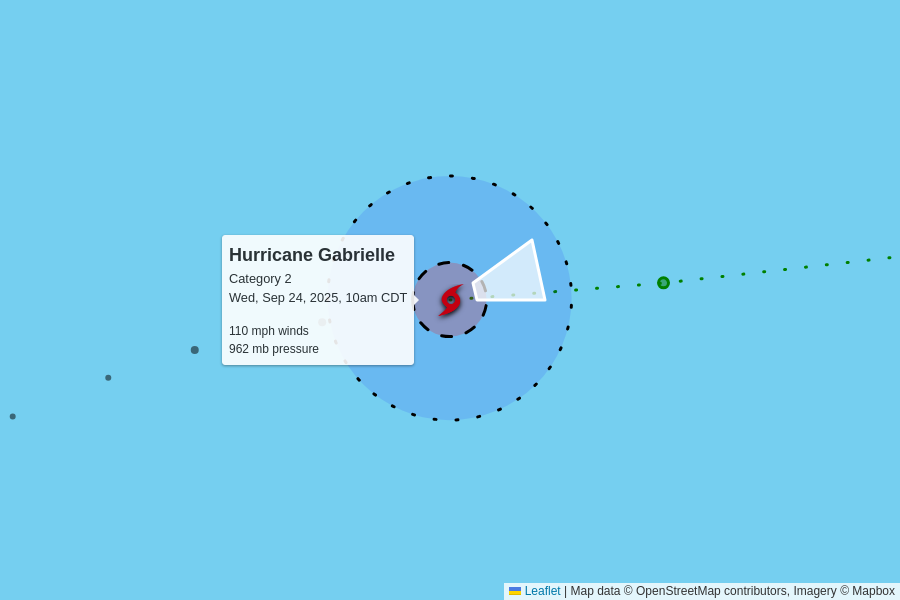 Hurricane Gabrielle
Category 2
Wed, Sep 24, 2025, 10am CDT
110 mph winds
962 mb pressure
Leaflet | Map data © OpenStreetMap contributors, Imagery © Mapbox